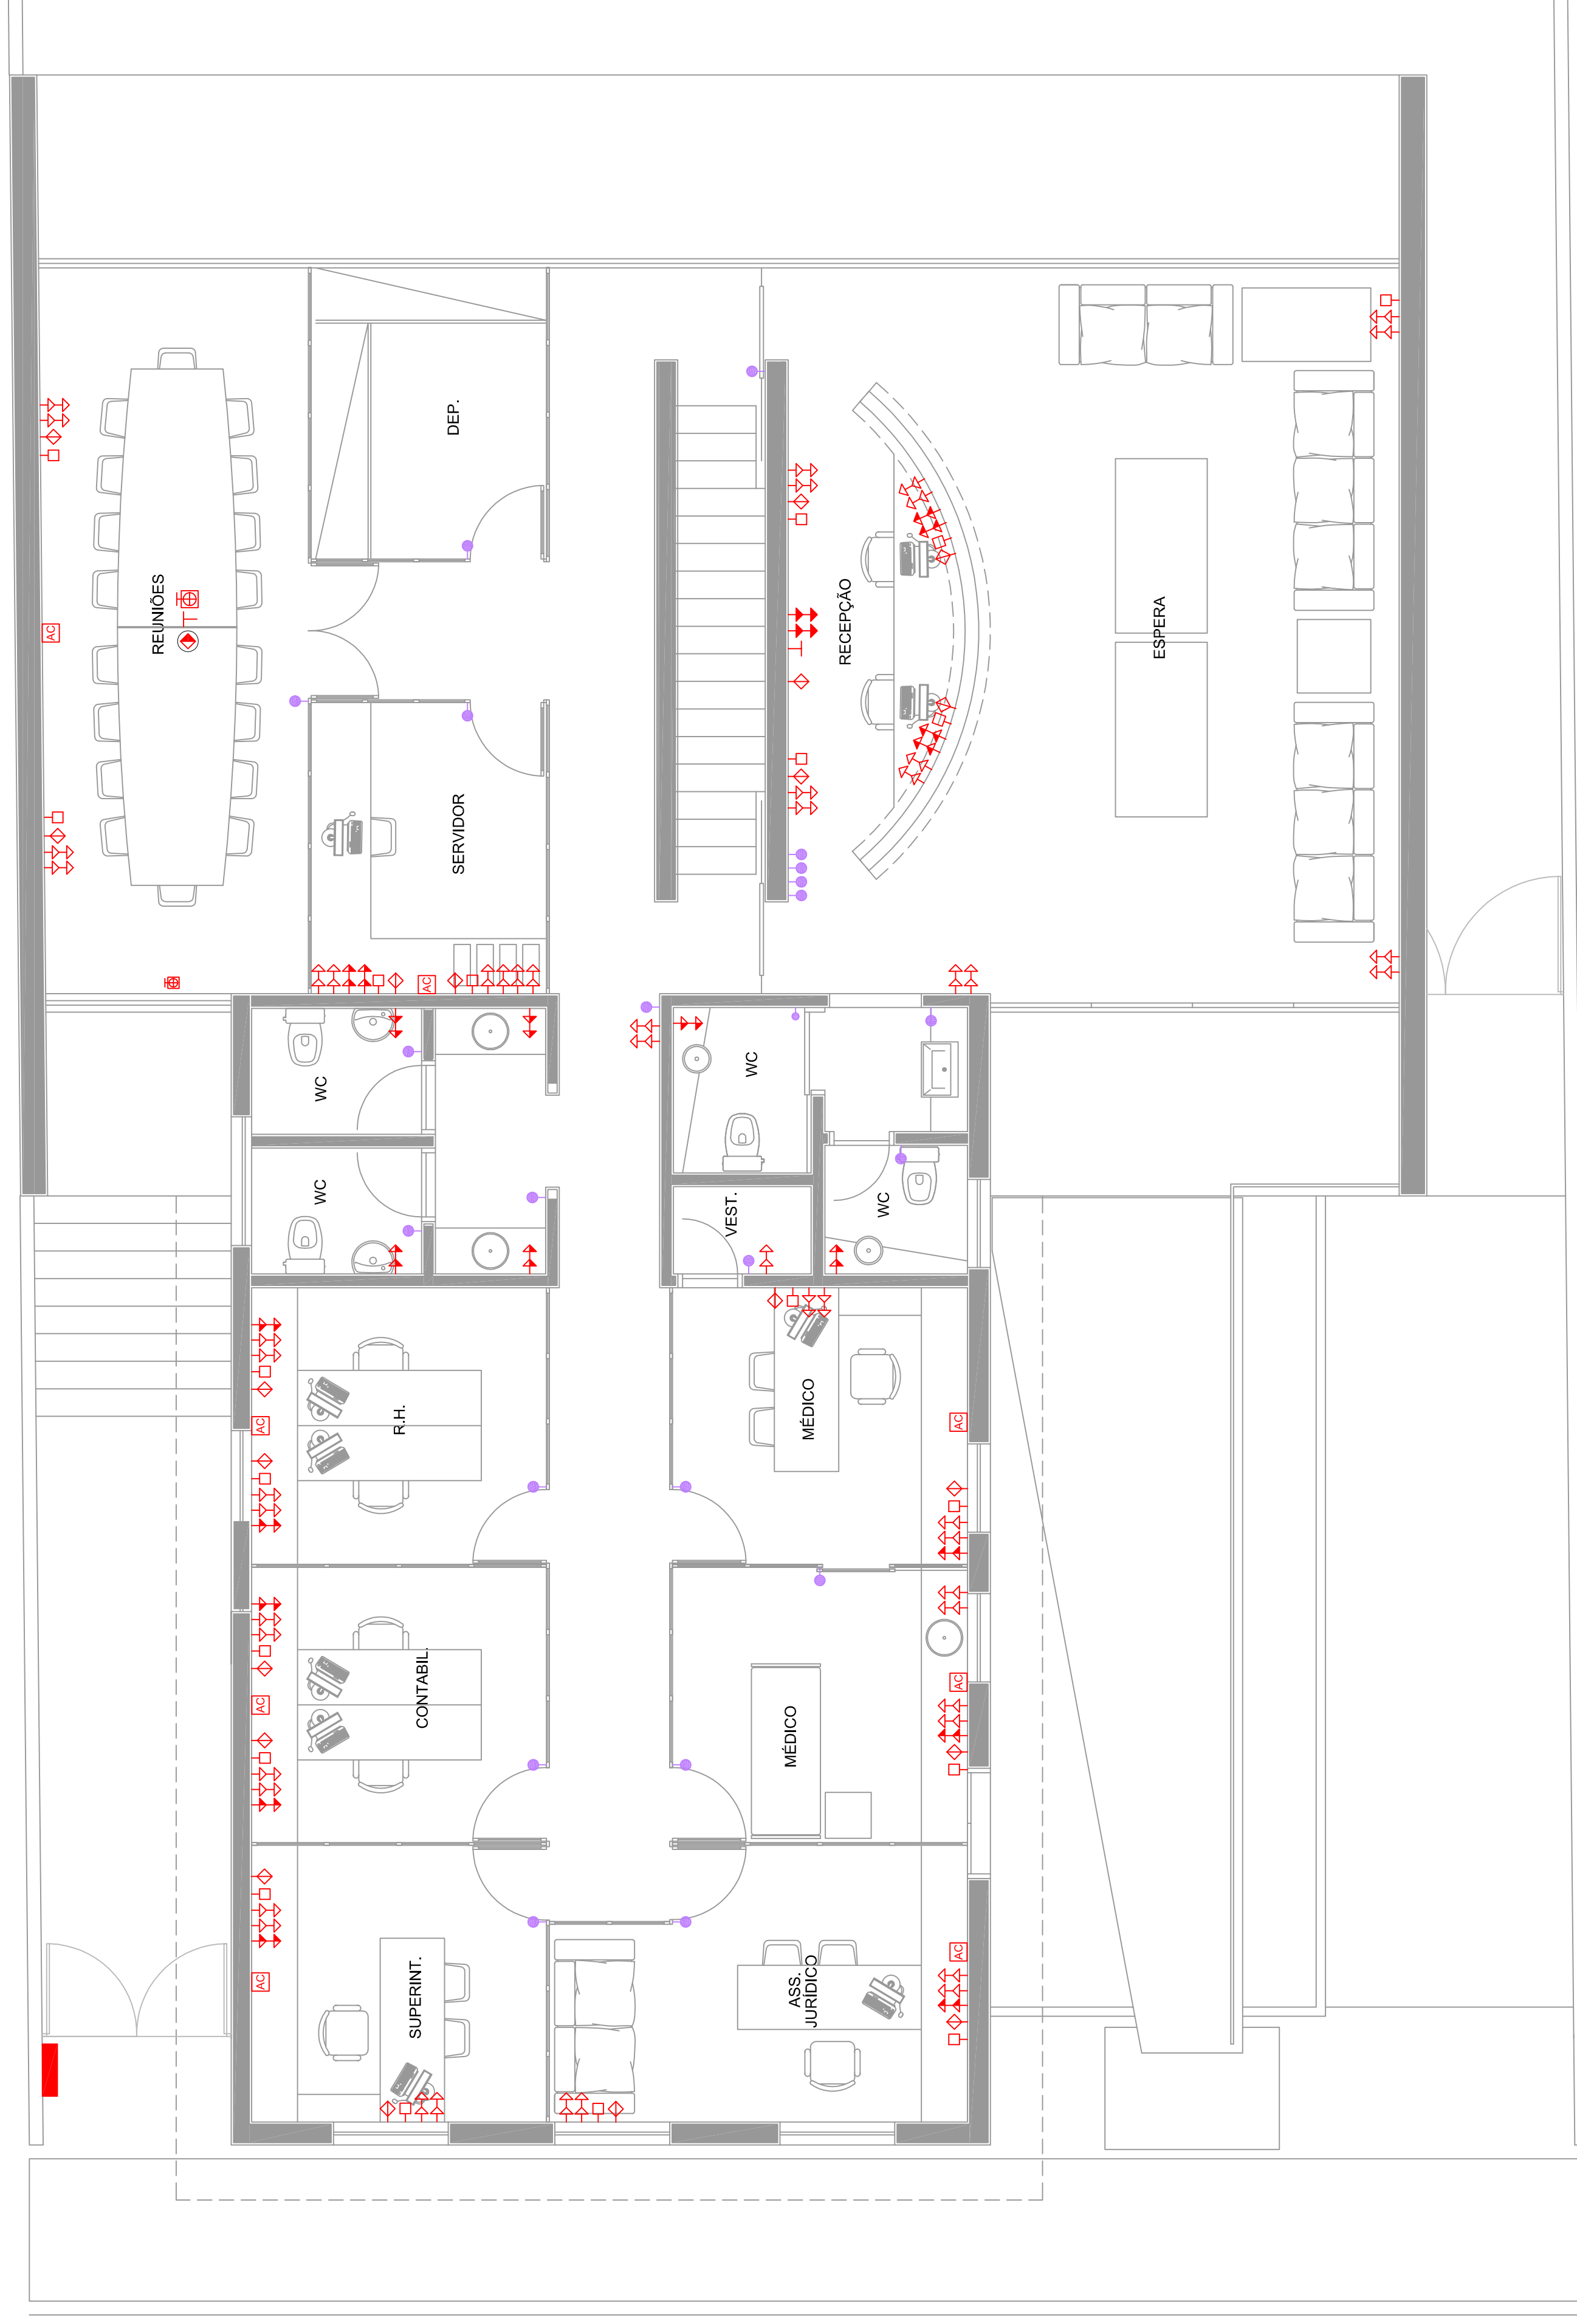 REUNIÕES
AC
DEP.
SERVIDOR
AC
RECEPÇÃO
ESPERA
WC
WC
WC
WC
VEST.
R.H.
AC
MÉDICO
AC
CONTABIL.
AC
MÉDICO
AC
SUPERINT.
AC
ASS.
JURÍDICO
AC